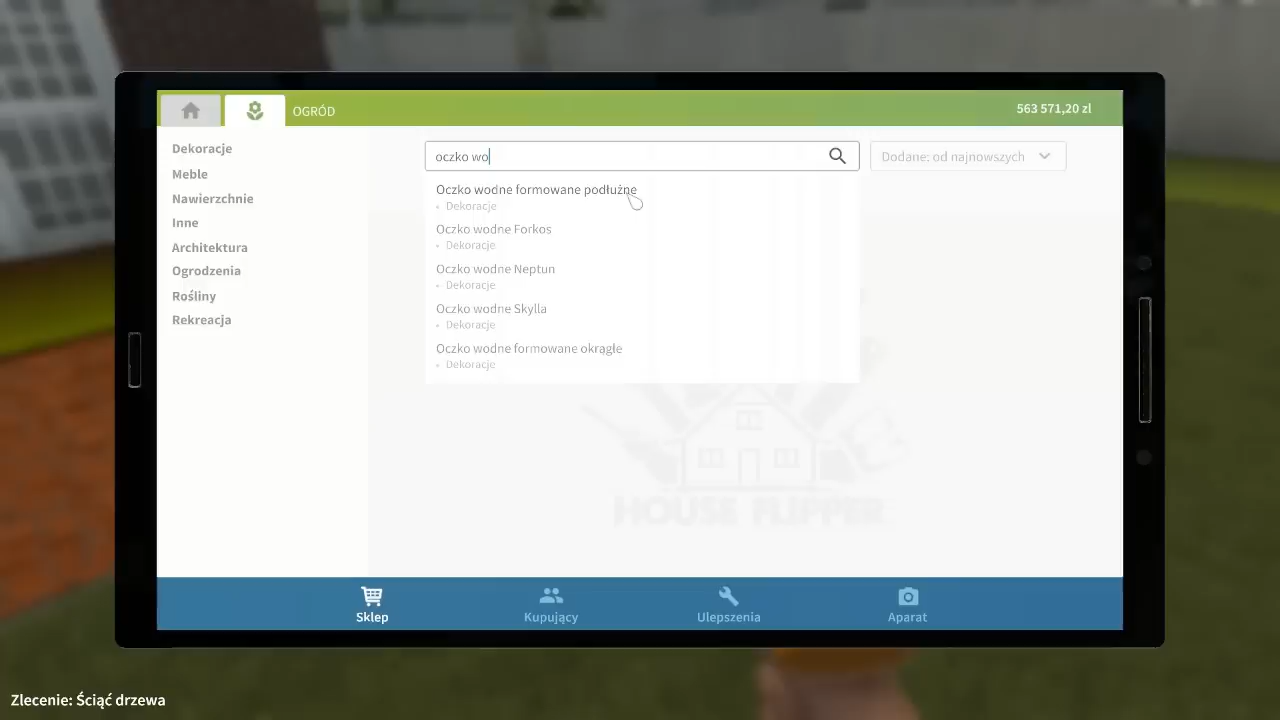 OGRÓD
563 571,20 zl
Dekoracje
Meble
Nawierzchnie
Inne
Architektura
Ogrodzenia
Rośliny
Rekreacja
oczko wo
Dodane: od najnowszych
Oczko wodne formowane podłużne
• Dekoracje
Oczko wodne Forkos
• Dekoracje
Oczko wodne Neptun
• Dekoracje
Oczko wodne Skylla
• Dekoracje
Oczko wodne formowane okrągłe
• Dekoracje
HOUSE FLIPPER
Sklep
Kupujący
Ulepszenia
Aparat
Zlecenie: Ściąć drzewa